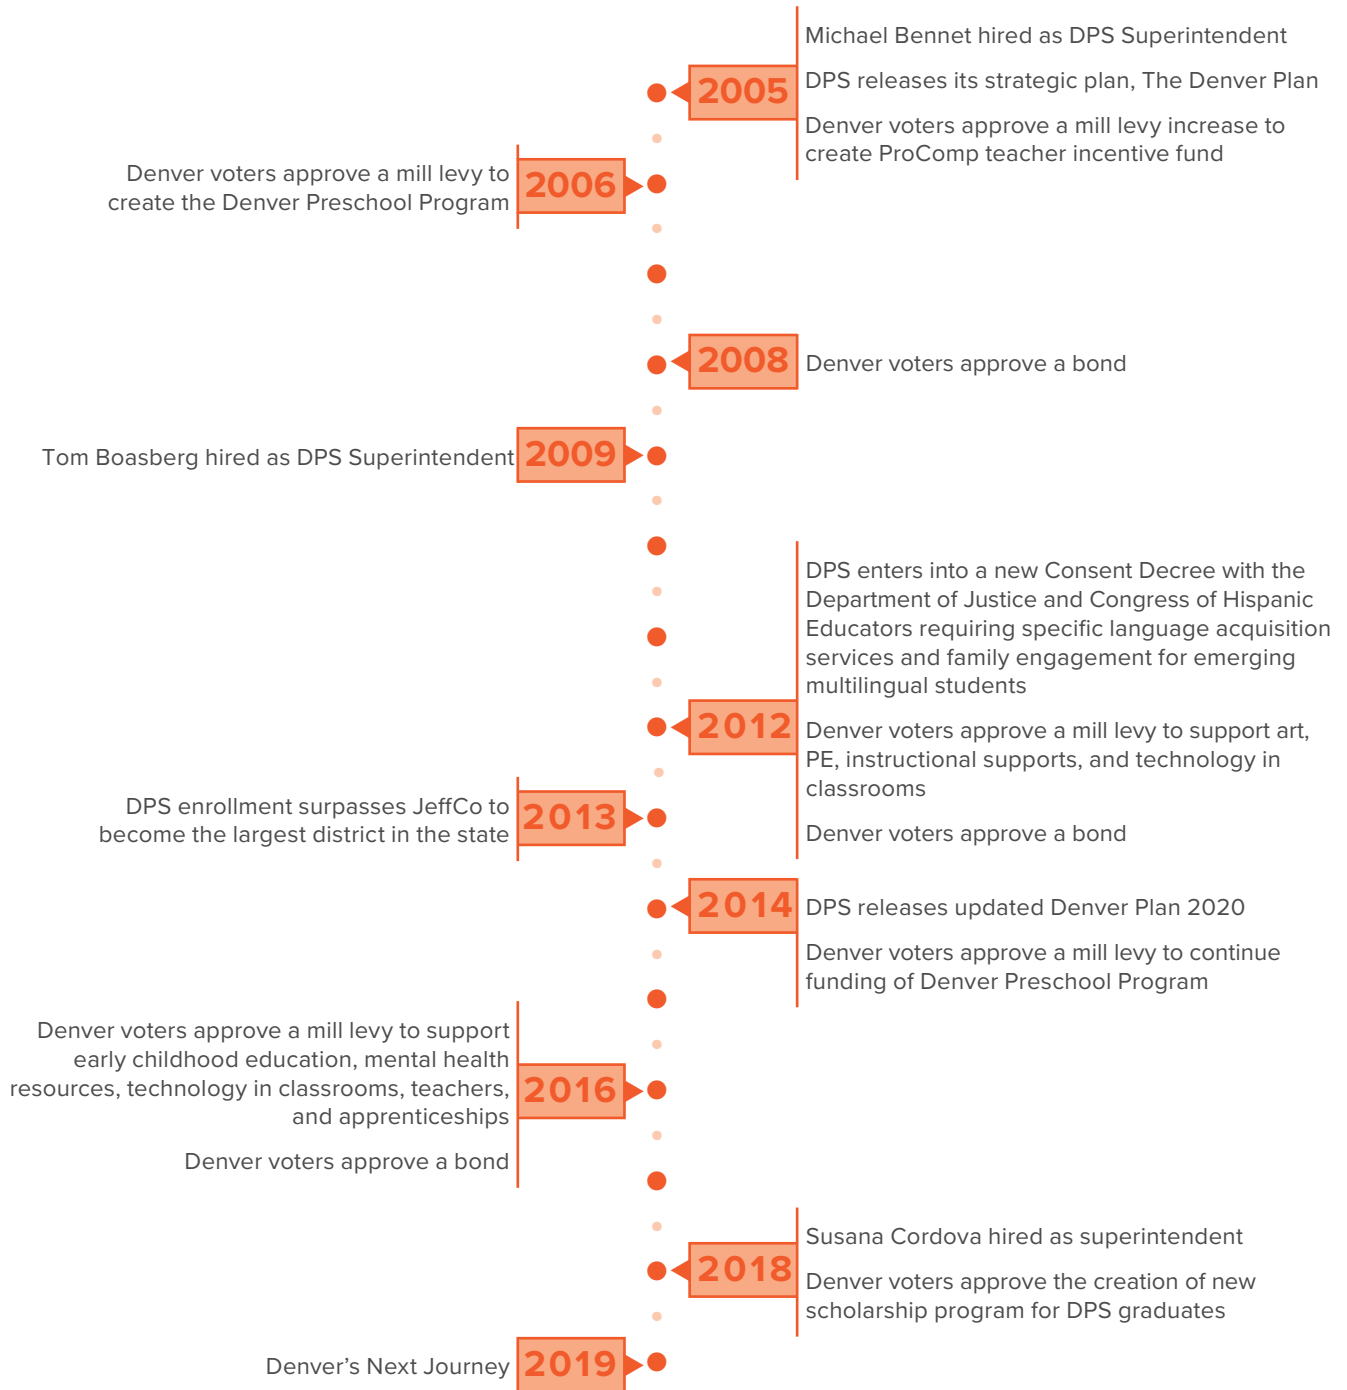 2005
Michael Bennet hired as DPS Superintendent
DPS releases its strategic plan, The Denver Plan
Denver voters approve a mill levy increase to
create ProComp teacher incentive fund
2006
Denver voters approve a mill levy to
create the Denver Preschool Program
2008
Denver voters approve a bond
2009
Tom Boasberg hired as DPS Superintendent
2012
DPS enters into a new Consent Decree with the
Department of Justice and Congress of Hispanic
Educators requiring specific language acquisition
services and family engagement for emerging
multilingual students
Denver voters approve a mill levy to support art,
PE, instructional supports, and technology in
classrooms
Denver voters approve a bond
2013
DPS enrollment surpasses JeffCo to
become the largest district in the state
2014
DPS releases updated Denver Plan 2020
Denver voters approve a mill levy to continue
funding of Denver Preschool Program
2016
Denver voters approve a mill levy to support
early childhood education, mental health
resources, technology in classrooms, teachers,
and apprenticeships
Denver voters approve a bond
2018
Susana Cordova hired as superintendent
Denver voters approve the creation of new
scholarship program for DPS graduates
2019
Denver’s Next Journey